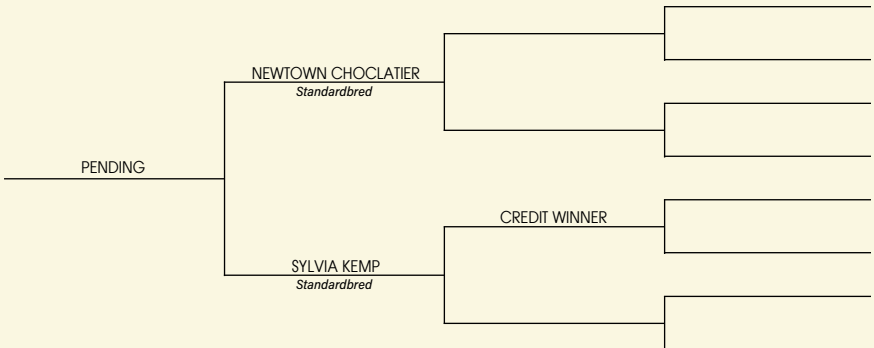 NEWTOWN CHOCLATIER
Standardbred
PENDING
CREDIT WINNER
SYLVIA KEMP
Standardbred